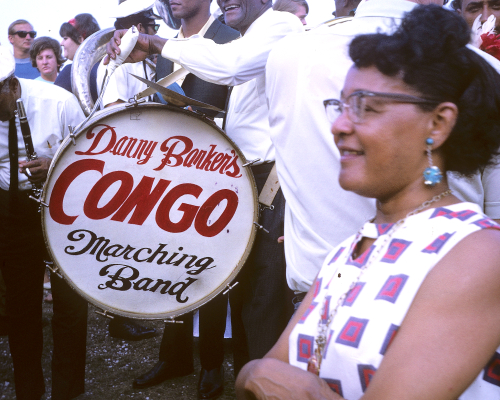 Danny Barker's
CONGO
Marching
Band